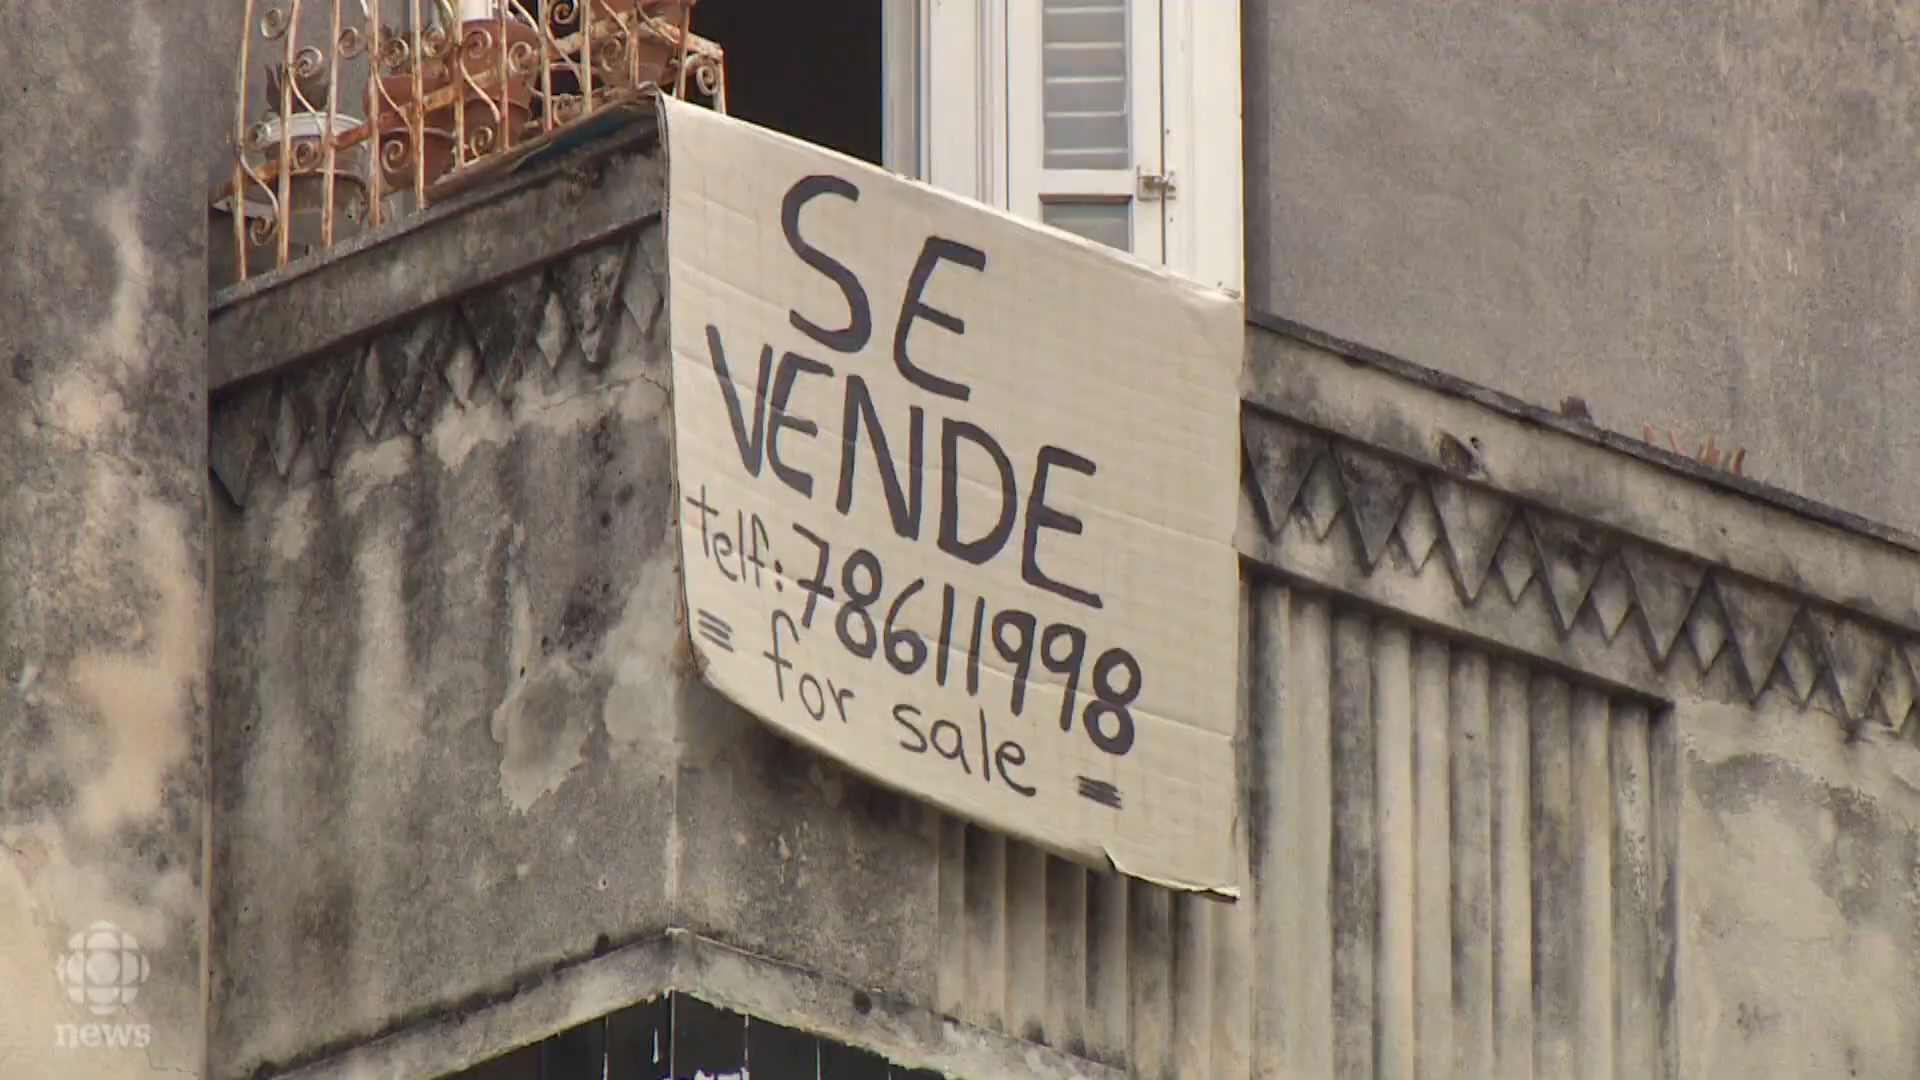 SE
VENDE
telf: 78611998
= for sale =
news